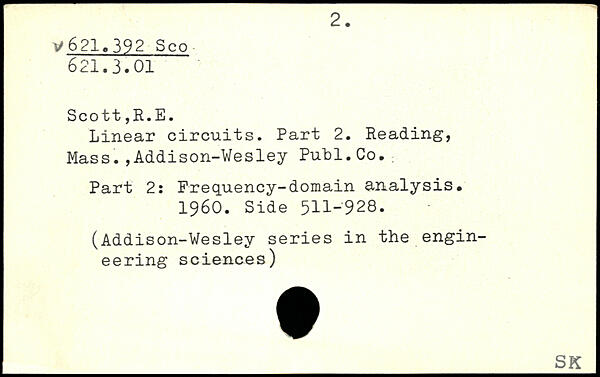 2.
√621.392 Sco
621.3.01
Scott,R.E.
Linear circuits. Part 2. Reading,
Mass.,Addison-Wesley Publ.Co.
Part 2: Frequency-domain analysis.
1960. Side 511-928.
(Addison-Wesley series in the engin-
eering sciences)
SK